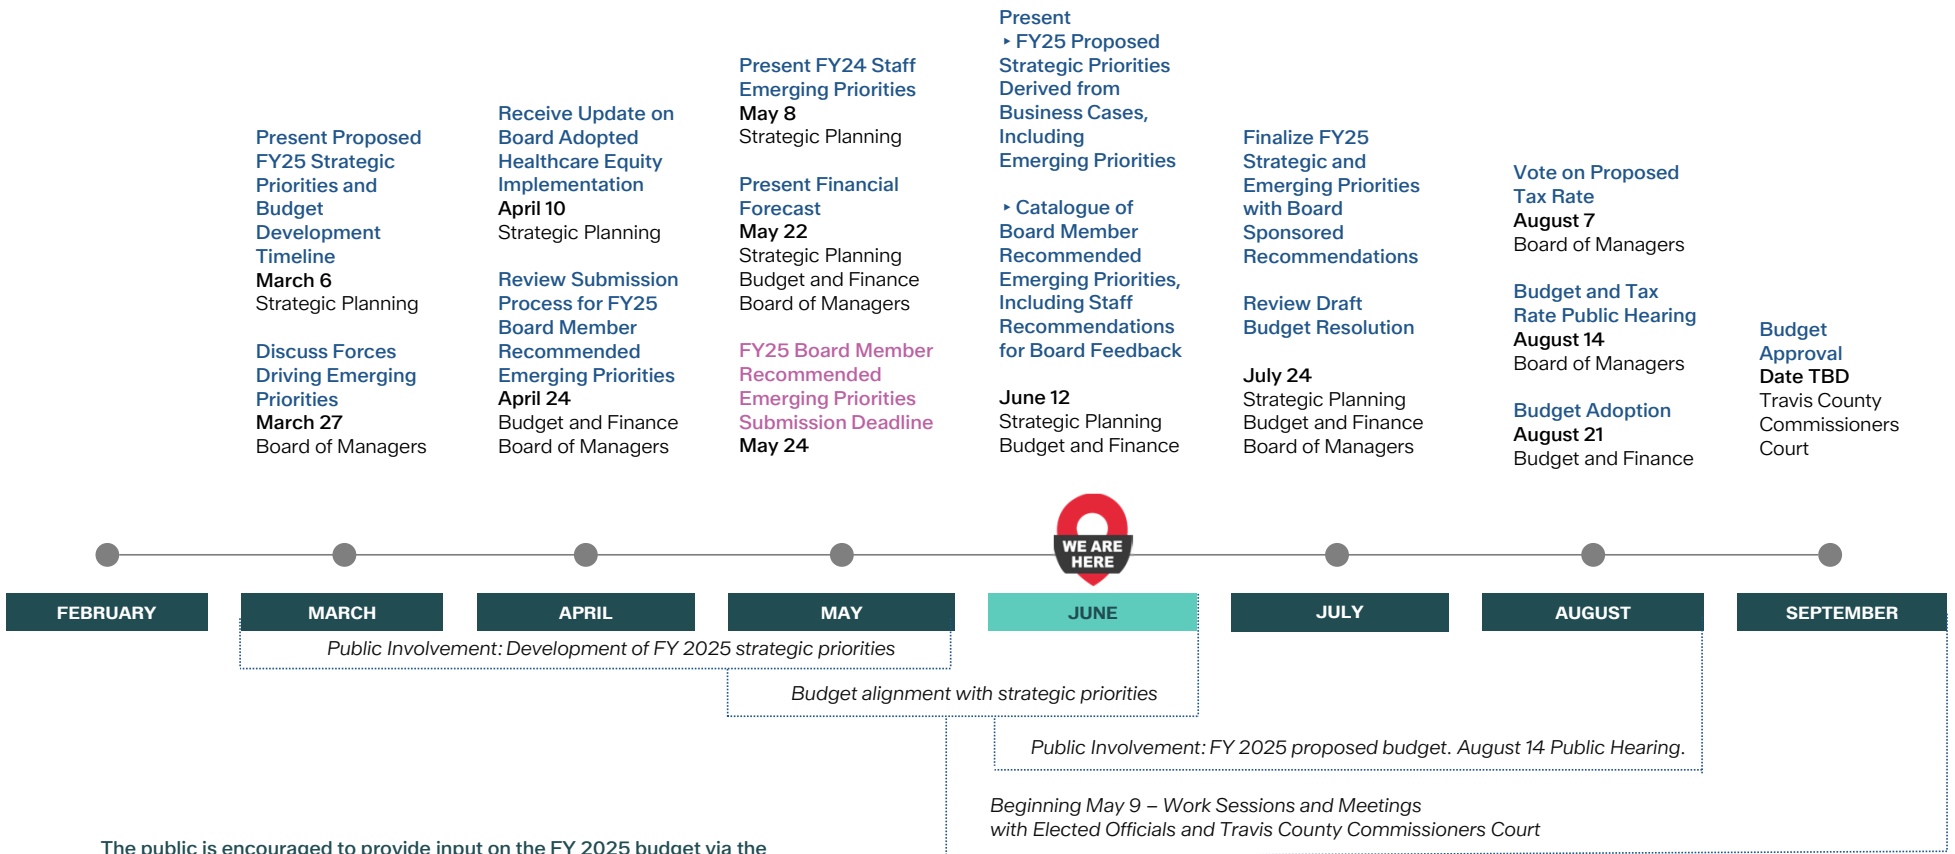 Present Proposed
FY25 Strategic
Priorities and
Budget
Development
Timeline
March 6
Strategic Planning
Discuss Forces
Driving Emerging
Priorities
March 27
Board of Managers
Receive Update on
Board Adopted
Healthcare Equity
Implementation
April 10
Strategic Planning
Review Submission
Process for FY25
Board Member
Recommended
Emerging Priorities
April 24
Budget and Finance
Board of Managers
Present FY24 Staff
Emerging Priorities
May 8
Strategic Planning
Present Financial
Forecast
May 22
Strategic Planning
Budget and Finance
Board of Managers
FY25 Board Member
Recommended
Emerging Priorities
Submission Deadline
May 24
Present
‣ FY25 Proposed
Strategic Priorities
Derived from
Business Cases,
Including
Emerging Priorities
‣ Catalogue of
Board Member
Recommended
Emerging Priorities,
Including Staff
Recommendations
for Board Feedback
June 12
Strategic Planning
Budget and Finance
Finalize FY25
Strategic and
Emerging Priorities
with Board
Sponsored
Recommendations
Review Draft
Budget Resolution
July 24
Strategic Planning
Budget and Finance
Board of Managers
Vote on Proposed
Tax Rate
August 7
Board of Managers
Budget and Tax
Rate Public Hearing
August 14
Board of Managers
Budget Adoption
August 21
Budget and Finance
Budget
Approval
Date TBD
Travis County
Commissioners
Court
WE ARE
HERE
FEBRUARY
MARCH
APRIL
MAY
JUNE
JULY
AUGUST
SEPTEMBER
Public Involvement: Development of FY 2025 strategic priorities
Budget alignment with strategic priorities
Public Involvement: FY 2025 proposed budget. August 14 Public Hearing.
Beginning May 9 – Work Sessions and Meetings
with Elected Officials and Travis County Commissioners Court
The public is encouraged to provide input on the FY 2025 budget via the